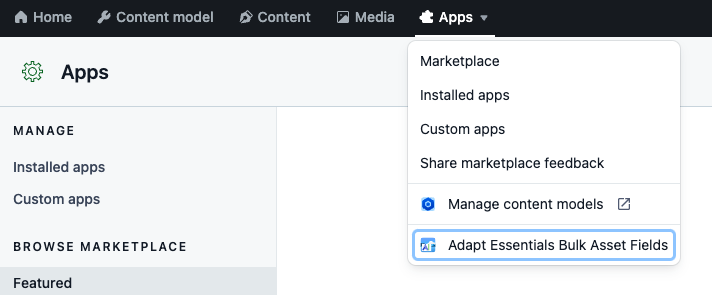 Home Content model Content Media Apps
Apps
MANAGE
Installed apps
Custom apps
BROWSE MARKETPLACE
Featured
Marketplace
Installed apps
Custom apps
Share marketplace feedback
Manage content models
Adapt Essentials Bulk Asset Fields